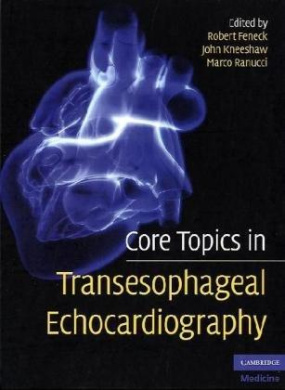 Edited by
Robert Feneck
John Kneeshaw
Marco Ranucci
Core Topics in
Transesophageal
Echocardiography
CAMBRIDGE
Medicine